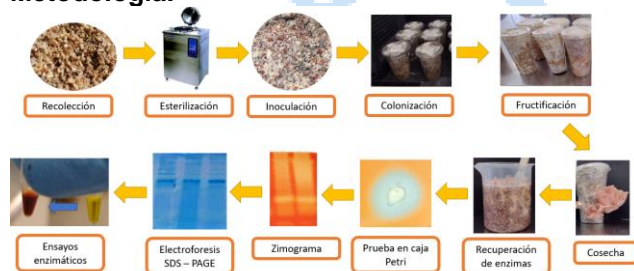 Metodología.
Recolección
Esterilización
Inoculación
Colonización
Fructificación
Ensayos
enzimáticos
Electroforesis
SDS – PAGE
Zimograma
Prueba en caja
Petri
Recuperación
de enzimas
Cosecha